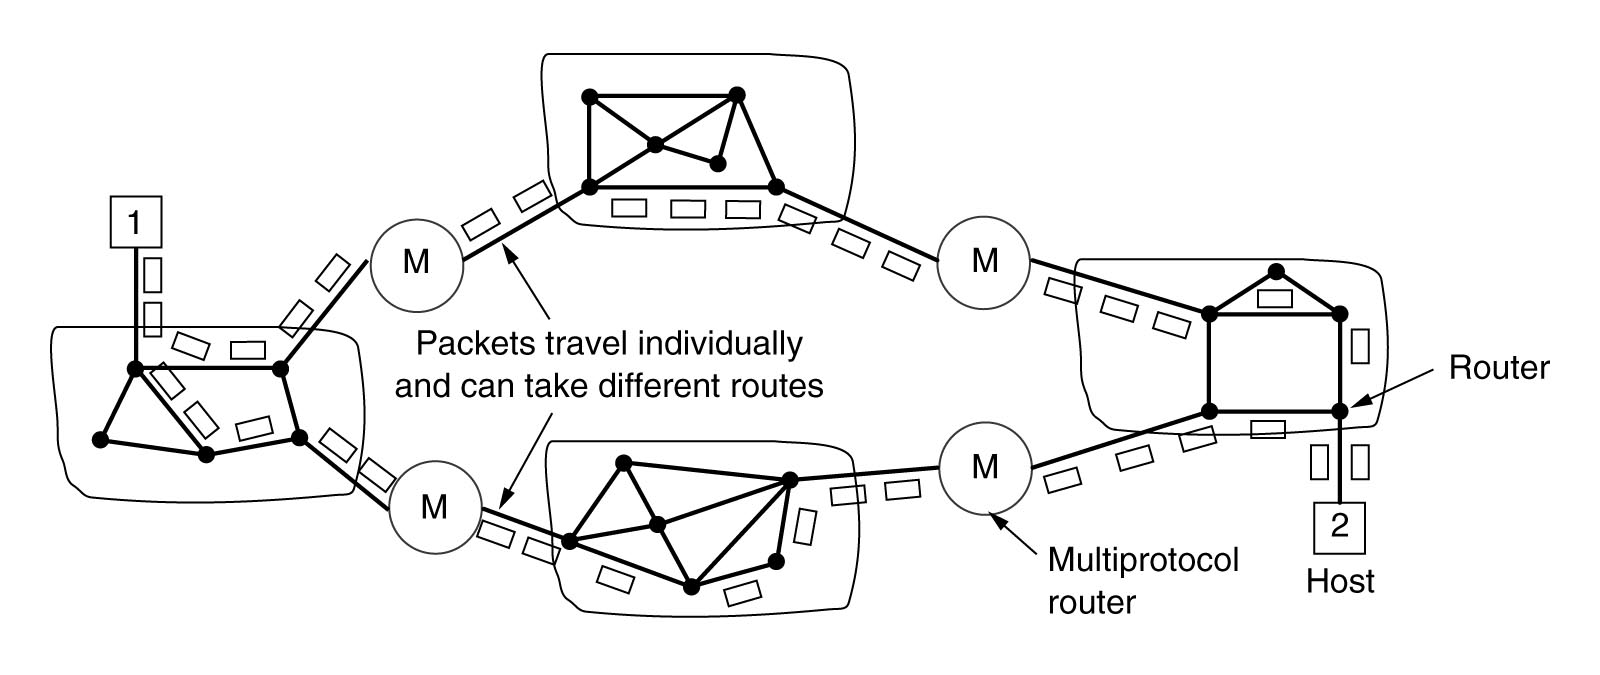 1
M
M
Packets travel individually
and can take different routes
Router
M
M
2
Multiprotocol
router
Host